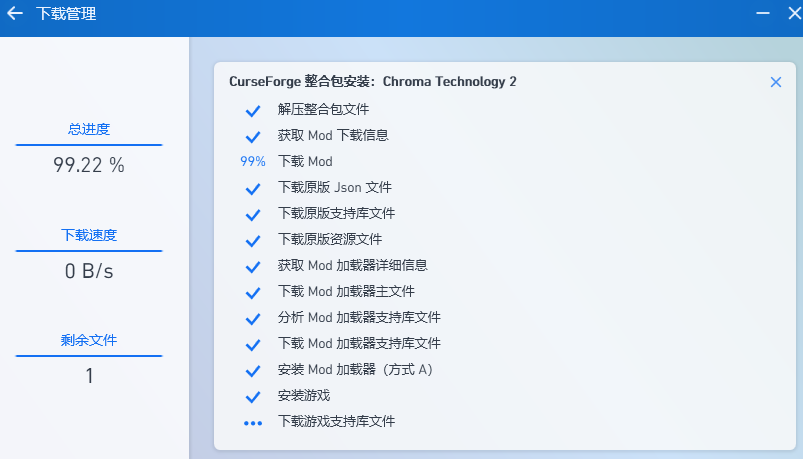 下载管理
总进度
99.22 %
下载速度
0 B/s
剩余文件
1
CurseForge 整合包安装：Chroma Technology 2
解压整合包文件
获取 Mod 下载信息
99% 下载 Mod
下载原版 Json 文件
下载原版支持库文件
下载原版资源文件
获取 Mod 加载器详细信息
下载 Mod 加载器主文件
分析 Mod 加载器支持库文件
下载 Mod 加载器支持库文件
安装 Mod 加载器（方式 A）
安装游戏
下载游戏支持库文件